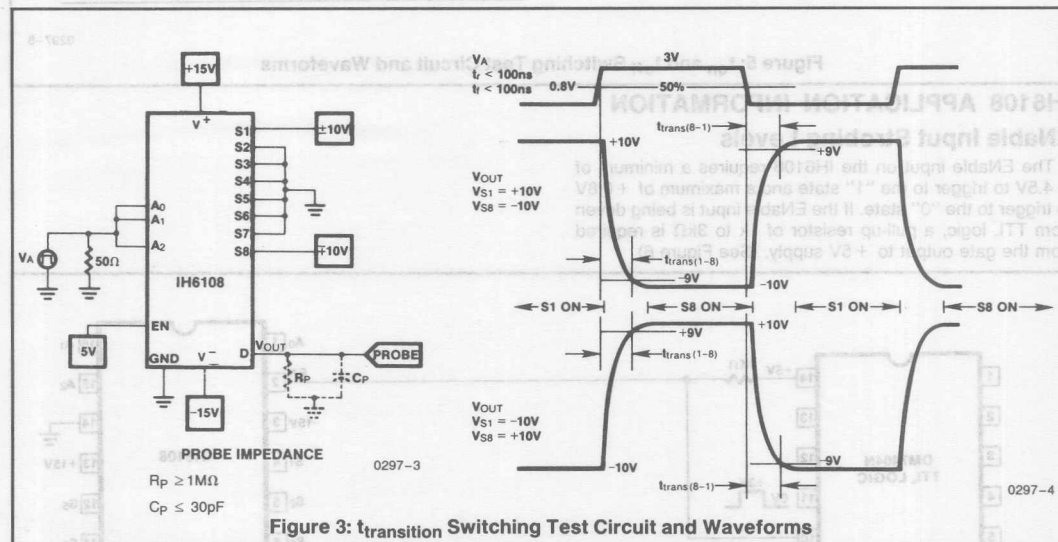 +15V
V+
S1
S2
S3
S4
S5
S6
S7
S8
±10V
∓10V
A0
A1
A2
VA
50Ω
IH6108
EN
5V
GND
V−
D
VOUT
PROBE
RP
CP
−15V
PROBE IMPEDANCE
RP ≥ 1MΩ
CP ≤ 30pF
0297-3
VA
tr < 100ns
tf < 100ns
0.8V
3V
50%
ttrans(8-1)
+10V
+9V
VOUT
VS1 = +10V
VS8 = −10V
ttrans(1-8)
−9V
−10V
S1 ON
S8 ON
S1 ON
S8 ON
+9V
+10V
ttrans(1-8)
VOUT
VS1 = −10V
VS8 = +10V
−10V
−9V
ttrans(8-1)
0297-4
Figure 3: ttransition Switching Test Circuit and Waveforms